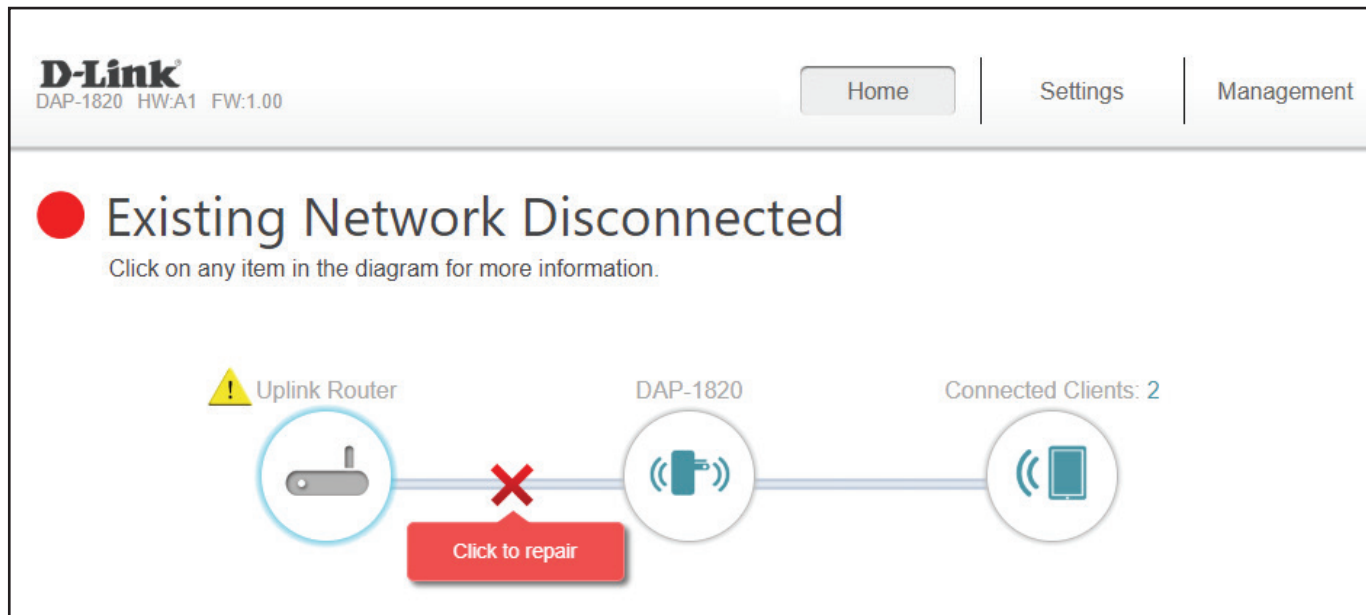 D-Link
DAP-1820 HW:A1 FW:1.00
Home
Settings
Management
Existing Network Disconnected
Click on any item in the diagram for more information.
! Uplink Router
DAP-1820
Connected Clients: 2
Click to repair